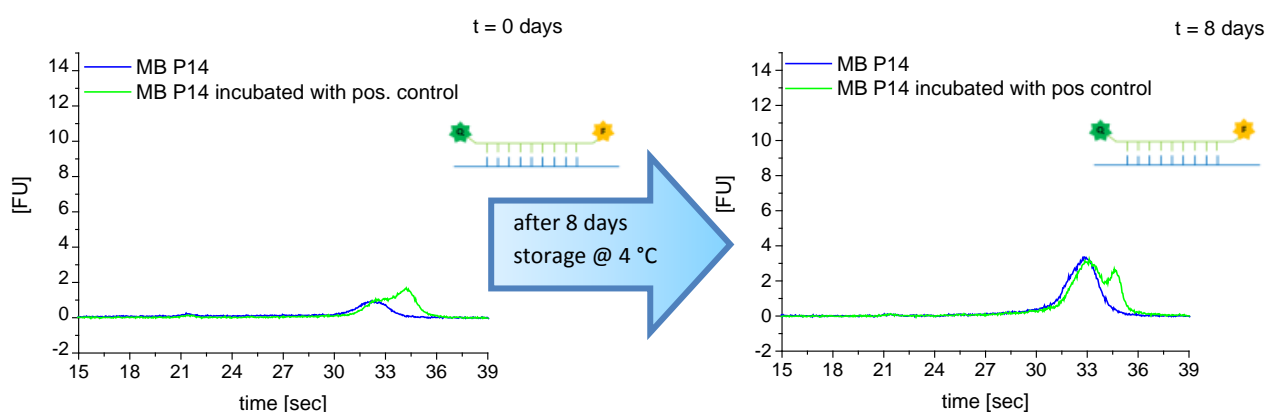 t = 0 days
MB P14
MB P14 incubated with pos. control
14
12
10
8
6
4
2
0
-2
[FU]
15 18 21 24 27 30 33 36 39
time [sec]
Q F
after 8 days
storage @ 4 °C
t = 8 days
MB P14
MB P14 incubated with pos control
14
12
10
8
6
4
2
0
-2
[FU]
15 18 21 24 27 30 33 36 39
time [sec]
Q F